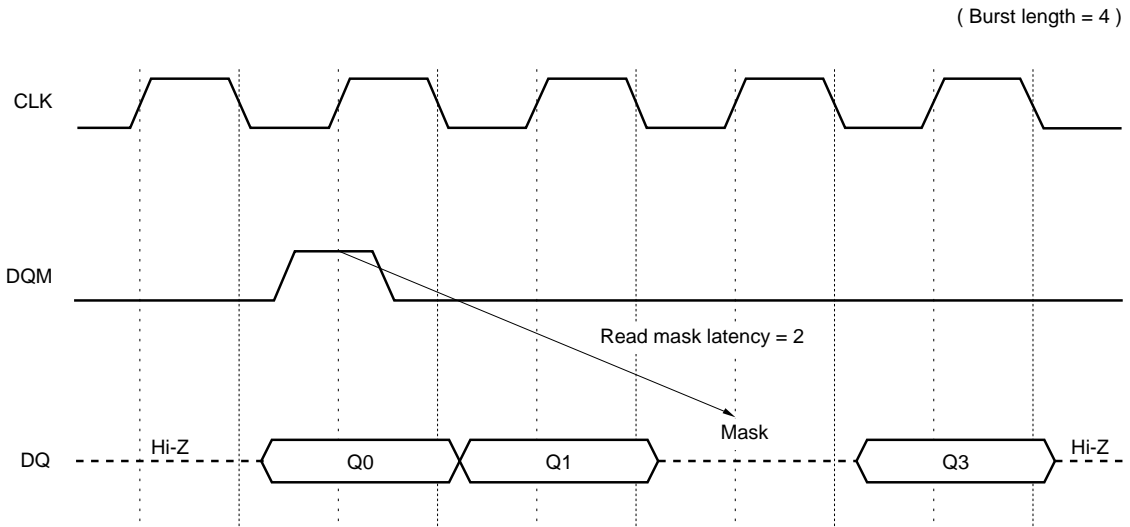 ( Burst length = 4 )
CLK
DQM
Read mask latency = 2
Mask
DQ
Hi-Z
Q0
Q1
Q3
Hi-Z